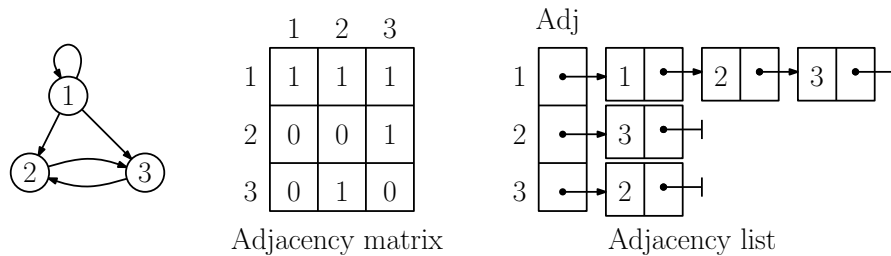 Adj
1 2 3
1
1 1 1 1
1 1 2 3
2 0 0 1
2 3
2 3
3 0 1 0
3 2
Adjacency matrix
Adjacency list